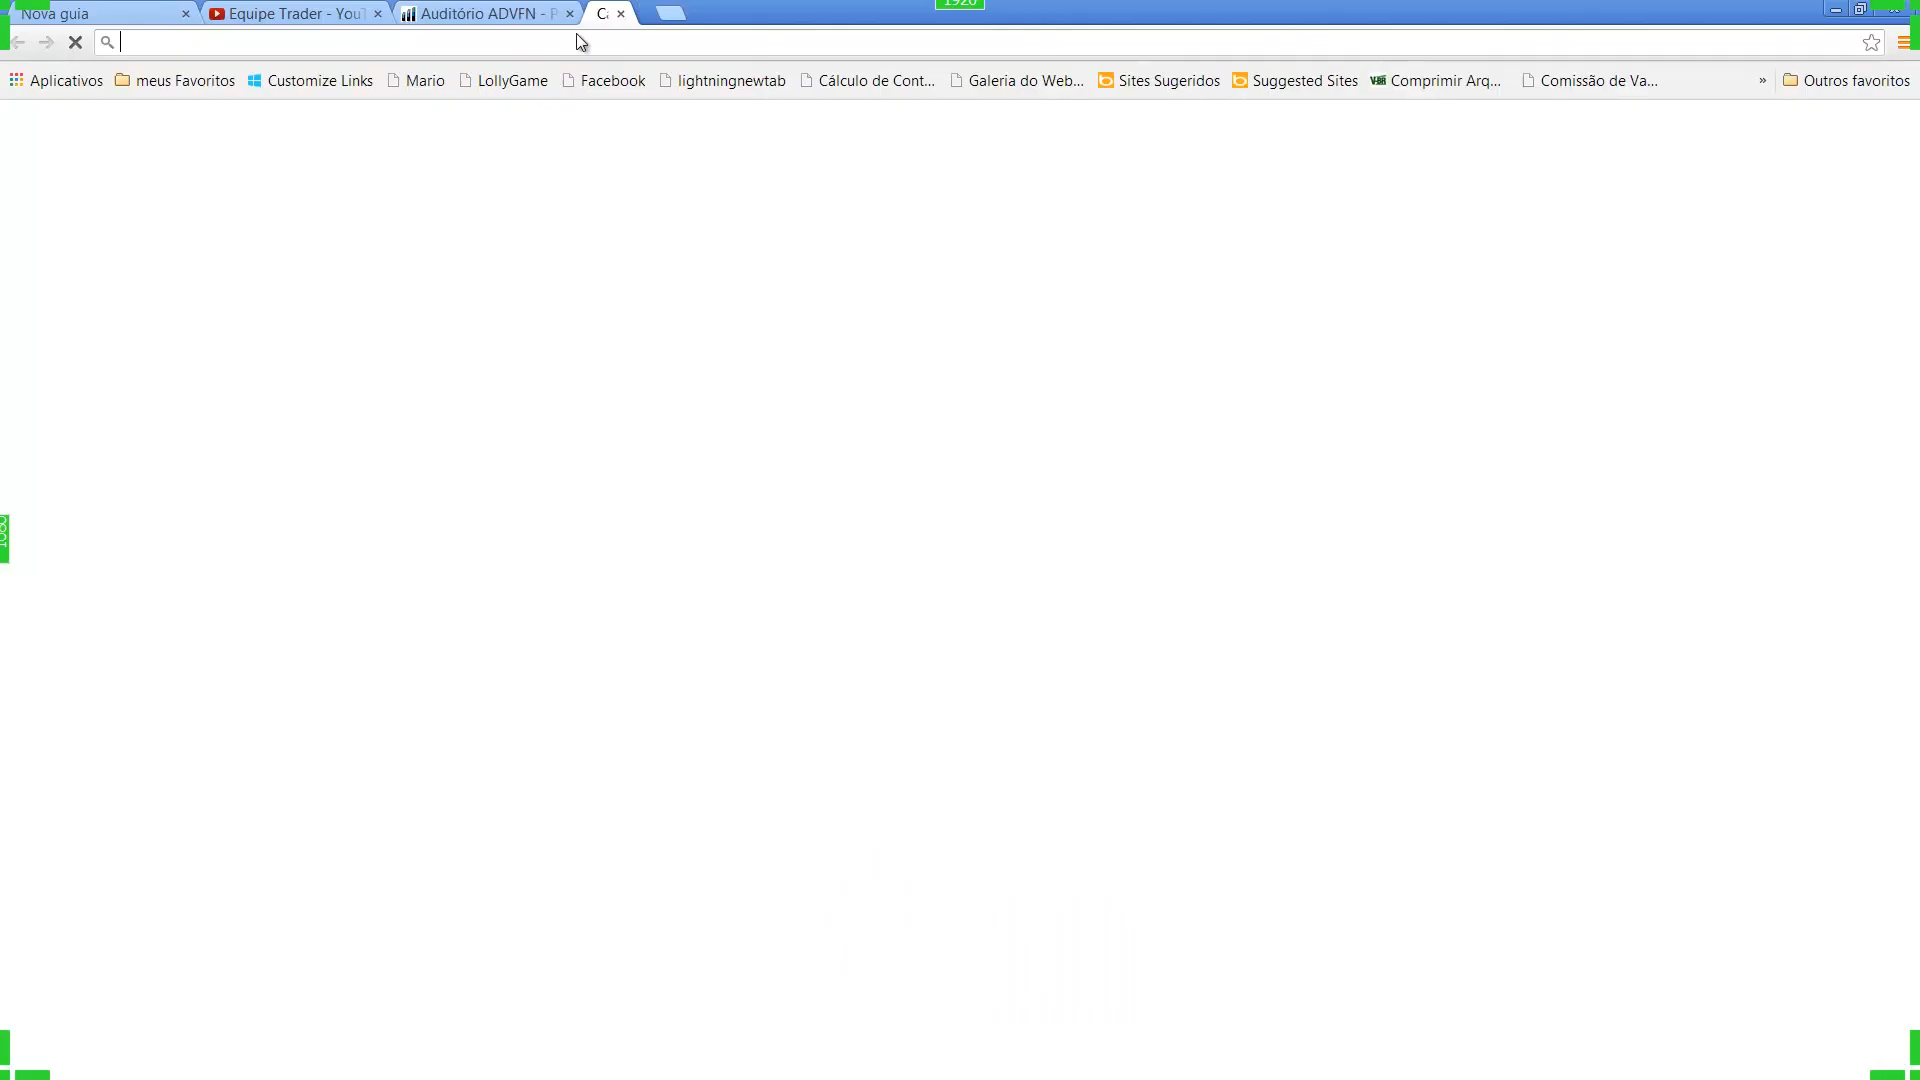 1920
Nova guia
Equipe Trader - You
Auditório ADVFN -
Aplicativos
meus Favoritos
Customize Links
Mario
LollyGame
Facebook
lightningnewtab
Cálculo de Cont...
Galeria do Web...
Sites Sugeridos
Suggested Sites
Comprimir Arq...
Comissão de Va...
»
Outros favoritos
1080